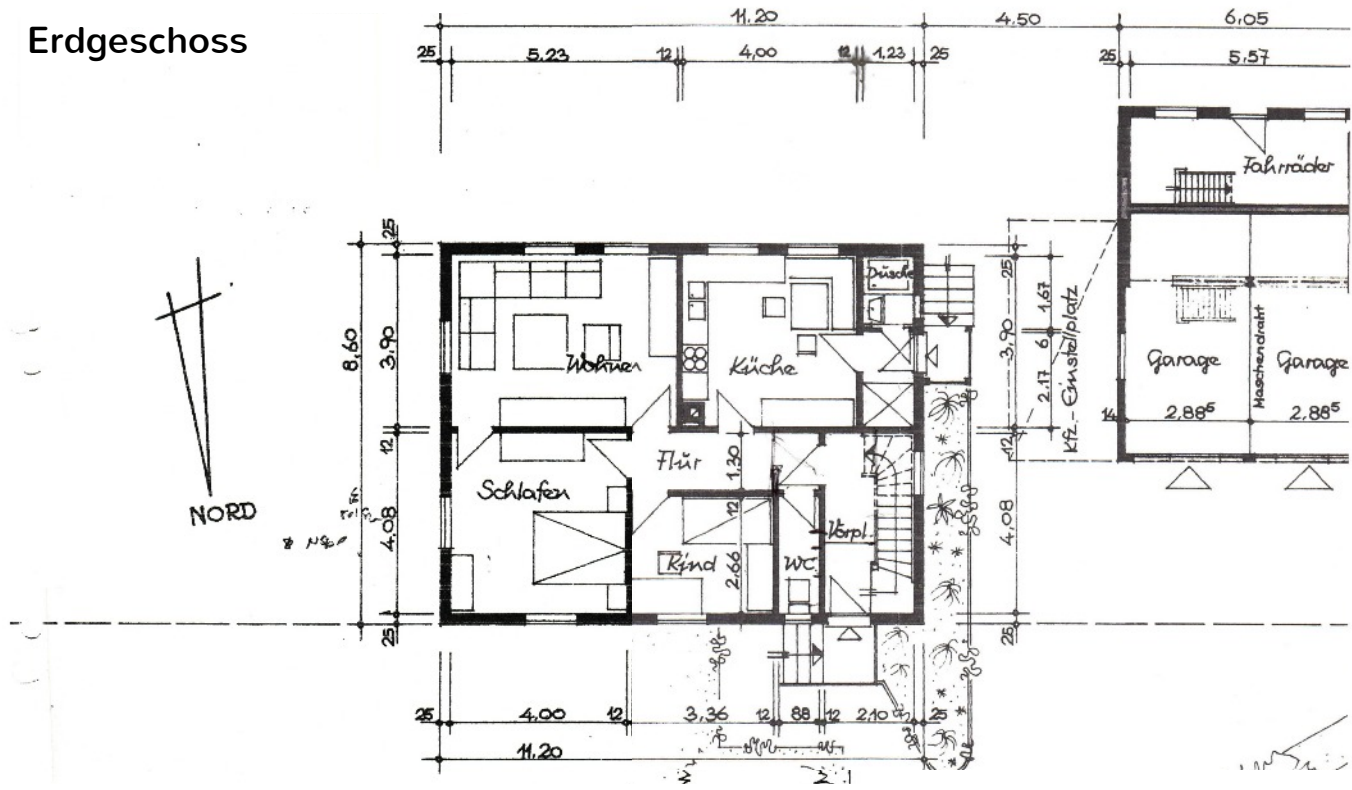 Erdgeschoss
11.20 4.50 6,05
25 5.23 12 4,00 12 1,23 25 25 5,57
Fahrräder
25 25
Dusche
8,60 3,90 3,90 1.67
6
Wohnen Küche 2.17 Kfz.-Einstellplatz Garage Maschendraht Garage
14 2.88⁵ 2.88⁵
12 12
Flur 1.30
Schlafen
NORD 4.08 12 Vorpl. 4.08
Kind 2.66 WC
25 25
25 4.00 12 3,36 12 88 12 2.10 25
11.20